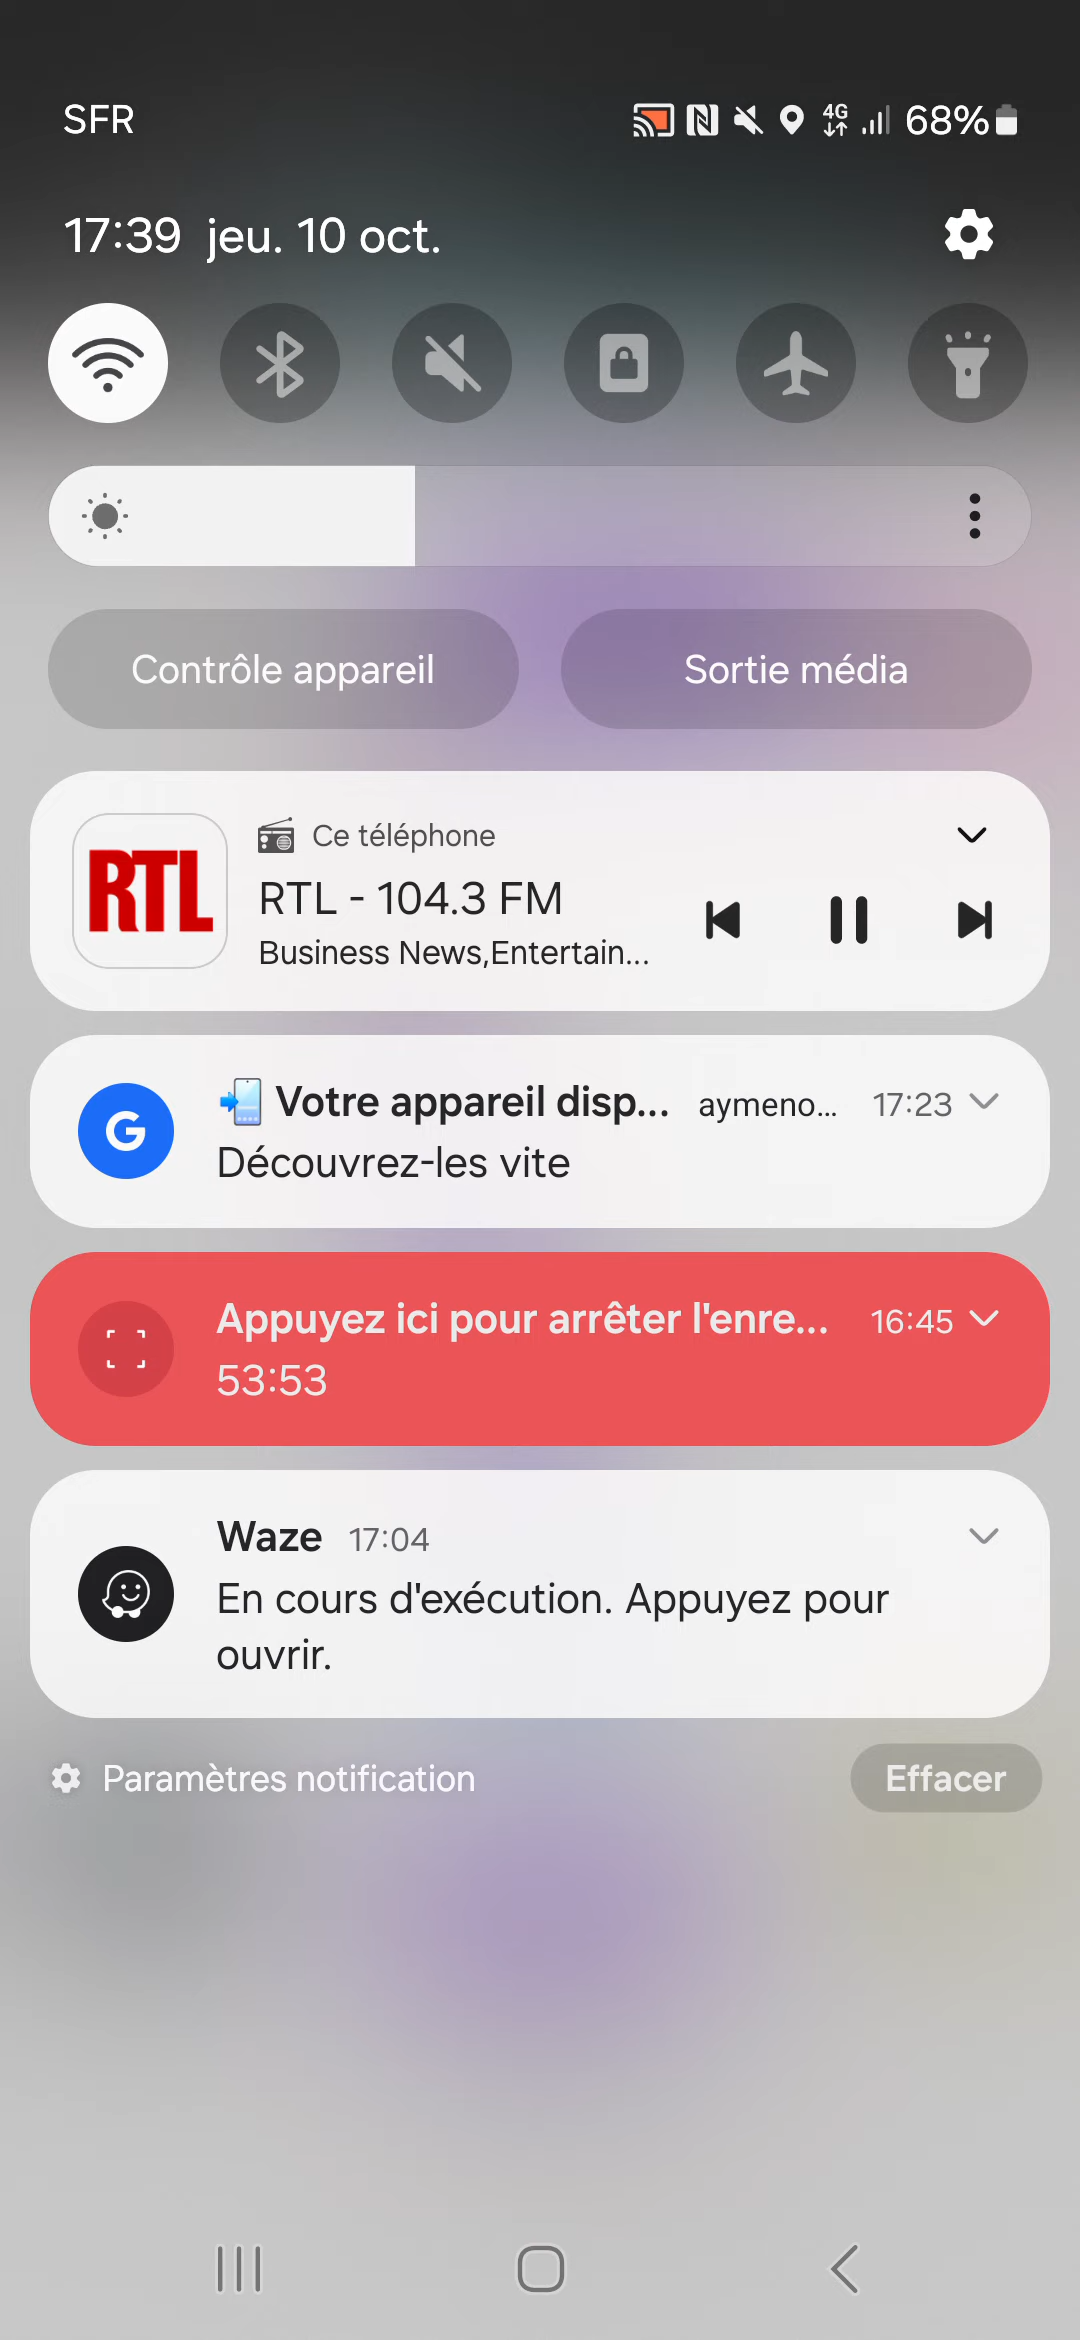 SFR
4G
68%
17:39 jeu. 10 oct.
Contrôle appareil
Sortie média
RTL
Ce téléphone
RTL - 104.3 FM
Business News,Entertain...
Votre appareil disp... aymeno... 17:23
Découvrez-les vite
Appuyez ici pour arrêter l'enre... 16:45
53:53
Waze 17:04
En cours d'exécution. Appuyez pour
ouvrir.
Paramètres notification
Effacer